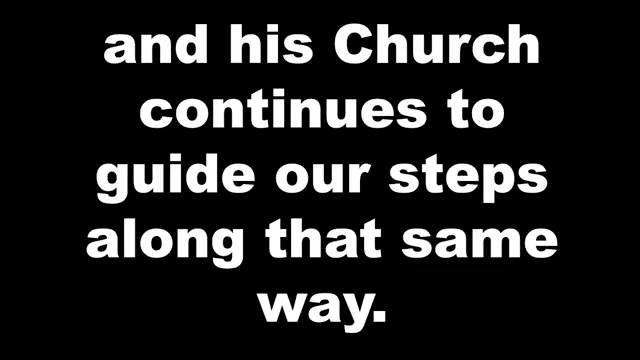 and his Church
continues to
guide our steps
along that same
way.